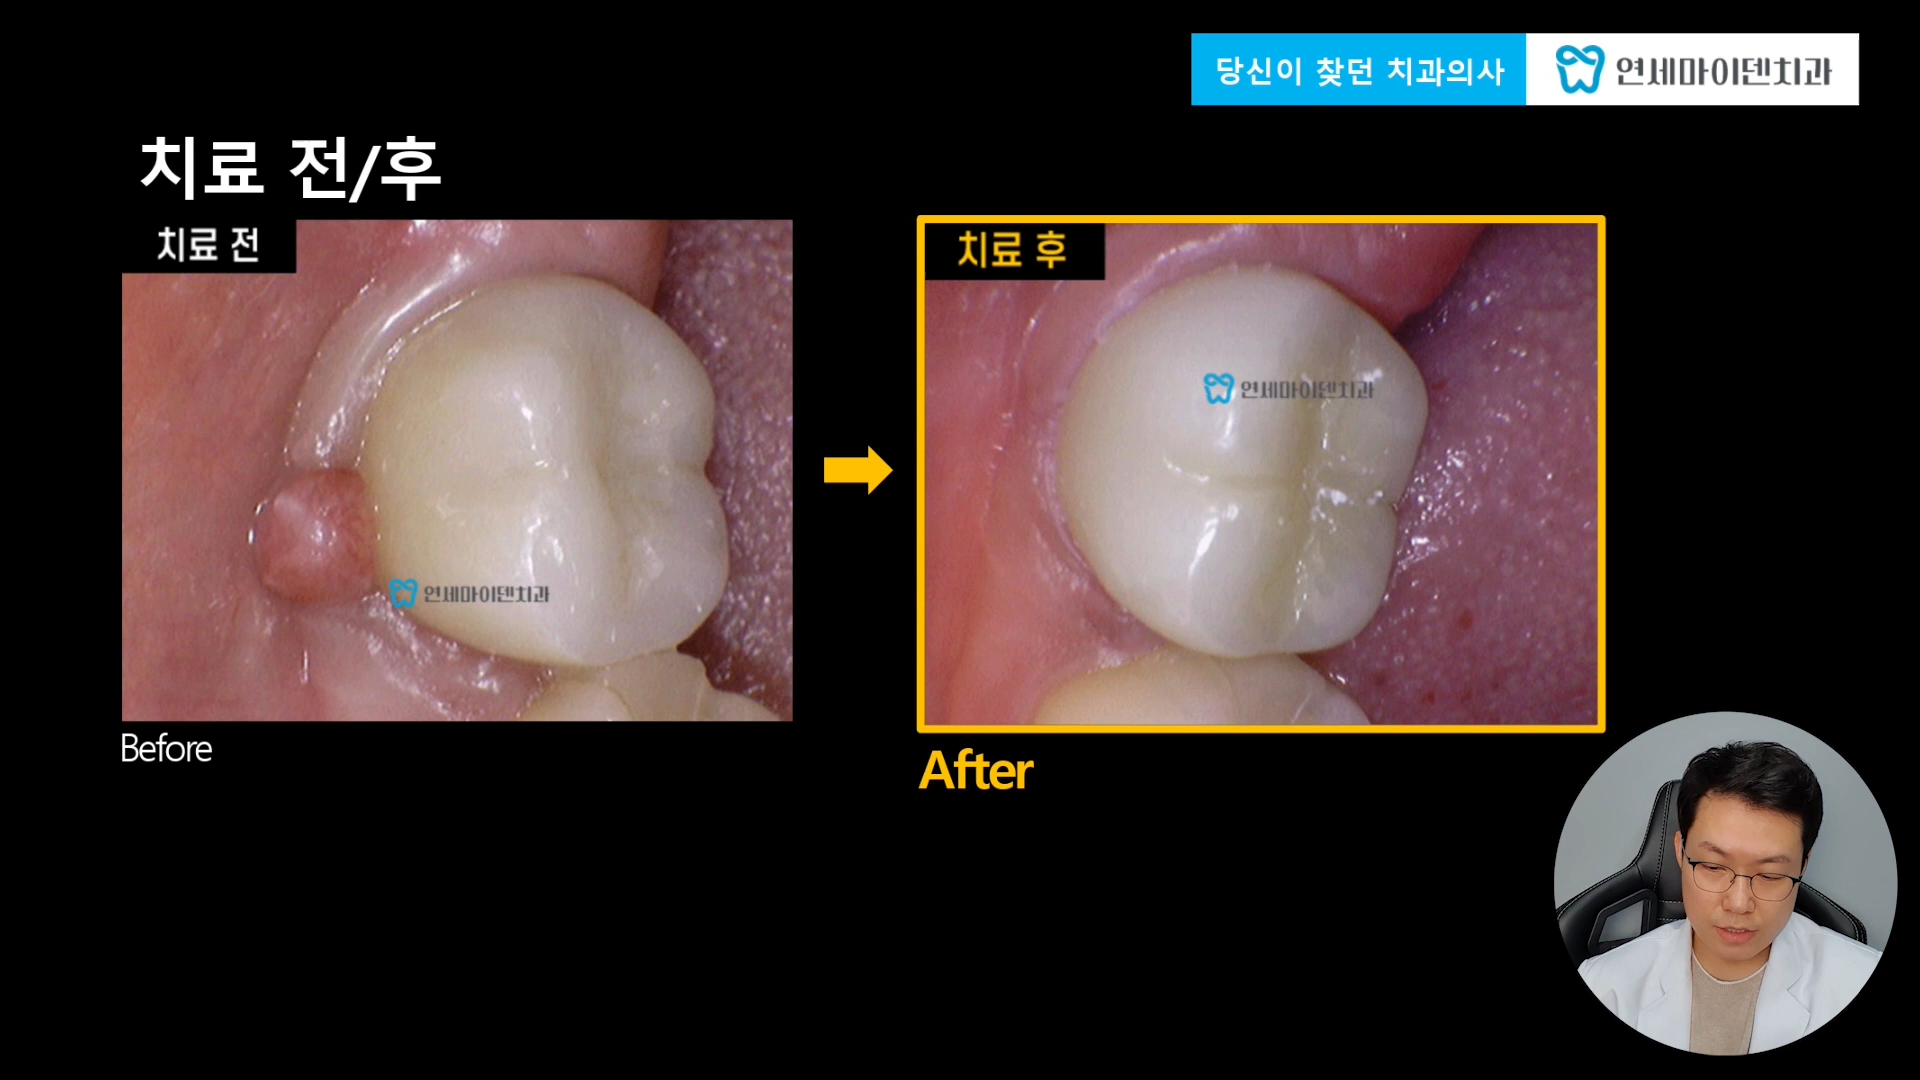 당신이 찾던 치과의사
연세마이덴치과
치료 전/후
치료 전
치료 후
연세마이덴치과
연세마이덴치과
Before
After